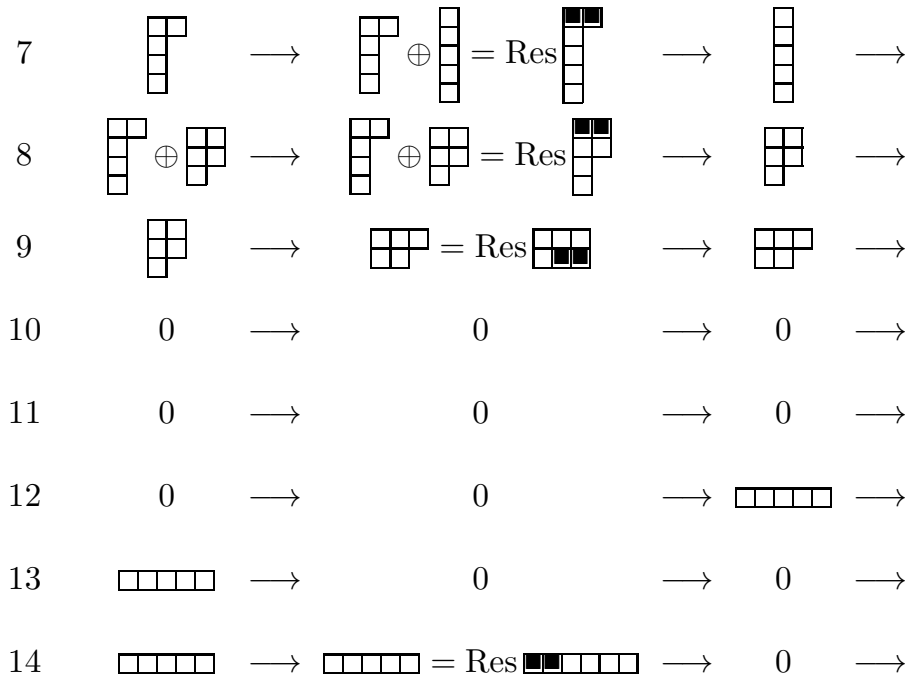 7 ⟶ ⊕ = Res ⟶ ⟶
8 ⊕ ⟶ ⊕ = Res ⟶ ⟶
9 ⟶ = Res ⟶ ⟶
10 0 ⟶ 0 ⟶ 0 ⟶
11 0 ⟶ 0 ⟶ 0 ⟶
12 0 ⟶ 0 ⟶ ⟶
13 ⟶ 0 ⟶ 0 ⟶
14 ⟶ = Res ⟶ 0 ⟶